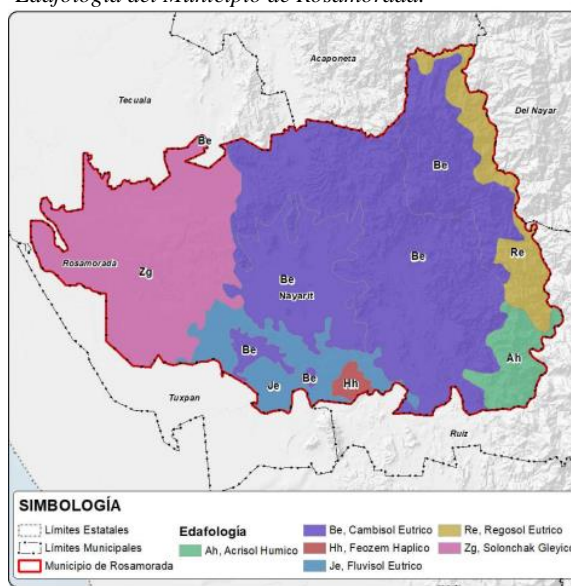 Edafología del Municipio de Rosamorada.
Acaponeta
Tecuala
Del Nayar
Be
Be
Rosamorada
Zg
Be
Re
Be
Nayarit
Be
Ah
Je
Be
Hh
Tuxpan
Ruiz
SIMBOLOGÍA
Límites Estatales
Límites Municipales
Municipio de Rosamorada
Edafología
Ah, Acrisol Humico
Be, Cambisol Eutrico
Hh, Feozem Haplico
Je, Fluvisol Eutrico
Re, Regosol Eutrico
Zg, Solonchak Gleyico